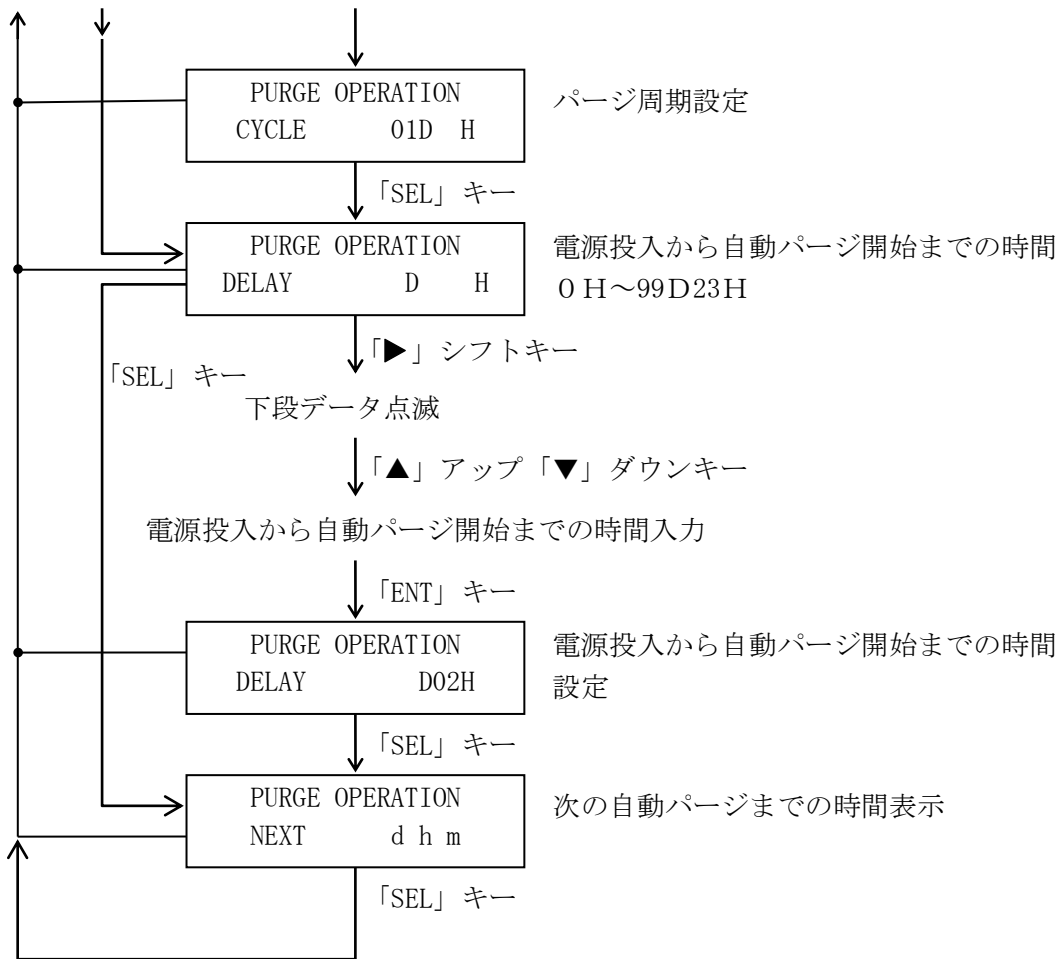 PURGE OPERATION
CYCLE 01D H
パージ周期設定
「SEL」キー
PURGE OPERATION
DELAY D H
電源投入から自動パージ開始までの時間
０H～99D23H
「▶」シフトキー
「SEL」キー
下段データ点滅
「▲」アップ「▼」ダウンキー
電源投入から自動パージ開始までの時間入力
「ENT」キー
PURGE OPERATION
DELAY D02H
電源投入から自動パージ開始までの時間
設定
「SEL」キー
PURGE OPERATION
NEXT d h m
次の自動パージまでの時間表示
「SEL」キー